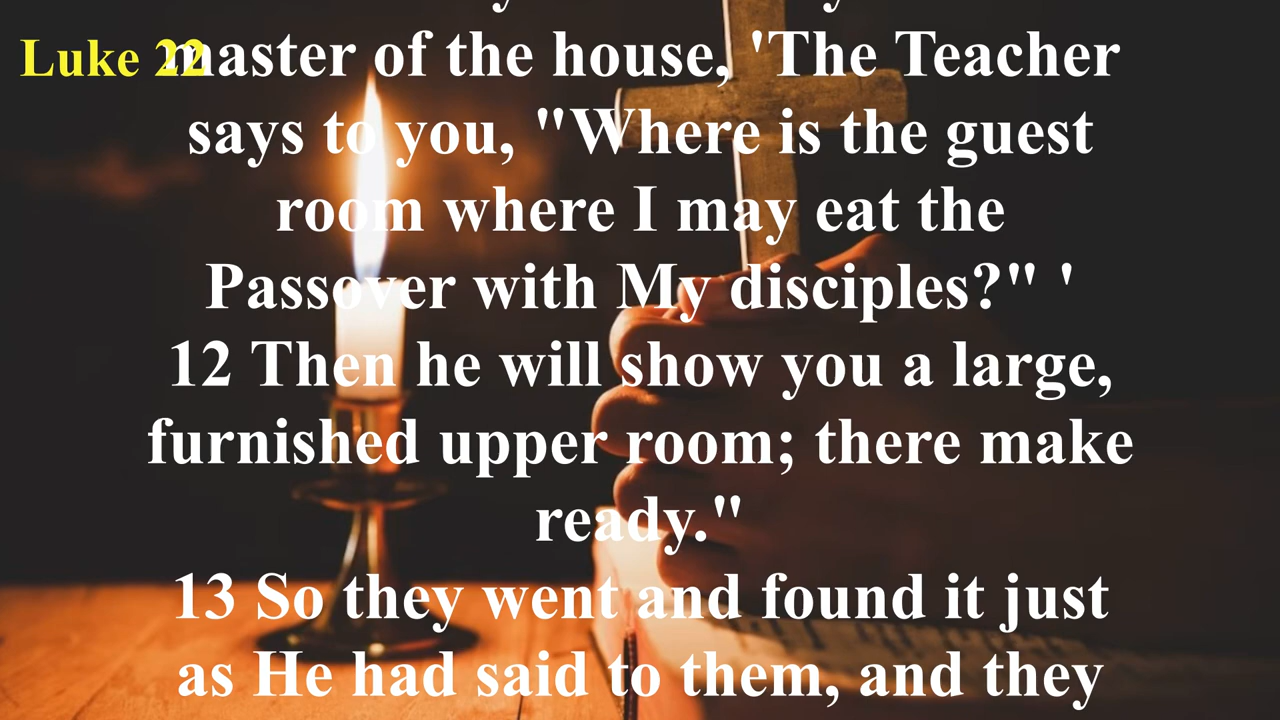 Luke 22
master of the house, 'The Teacher
says to you, "Where is the guest
room where I may eat the
Passover with My disciples?" '
12 Then he will show you a large,
furnished upper room; there make
ready."
13 So they went and found it just
as He had said to them, and they